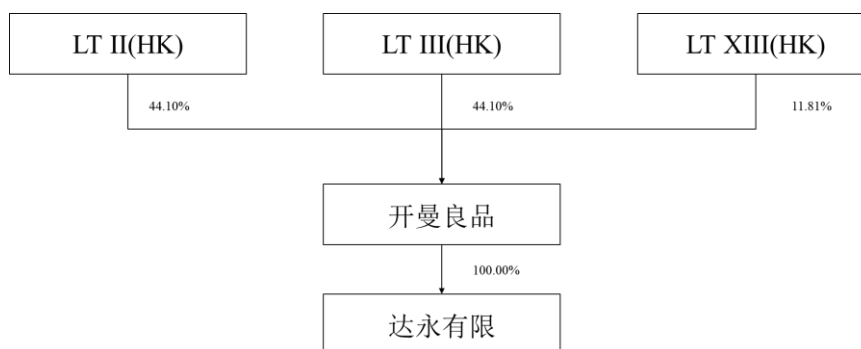 LT II(HK)
LT III(HK)
LT XIII(HK)
44.10%
44.10%
11.81%
开曼良品
100.00%
达永有限